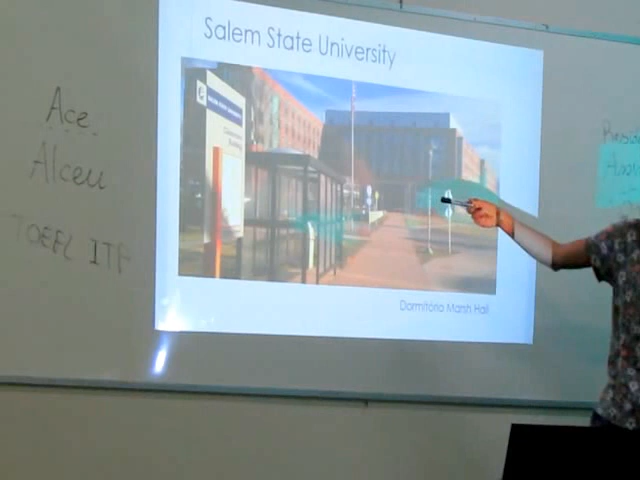 Salem State University
Ace.
Alceu
TOEFL ITP
Dormitório Marsh Hall